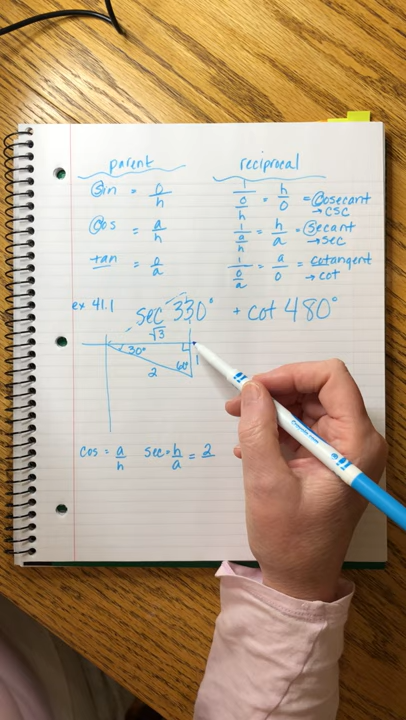 parent reciprocal
sin = o/h 1/(o/h) = h/o = cosecant → csc
cos = a/h 1/(a/h) = h/a = secant → sec
tan = o/a 1/(o/a) = a/o = cotangent → cot
ex 41.1 sec 330° + cot 480°
√3
30°
60°
1
2
cos = a/h sec = h/a = 2